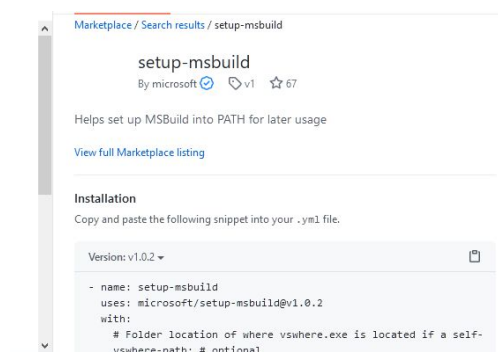 Marketplace / Search results / setup-msbuild
setup-msbuild
By microsoft v1 67
Helps set up MSBuild into PATH for later usage
View full Marketplace listing
Installation
Copy and paste the following snippet into your .yml file.
Version: v1.0.2
- name: setup-msbuild
uses: microsoft/setup-msbuild@v1.0.2
with:
# Folder location of where vswhere.exe is located if a self-
vswhere-path: # optional